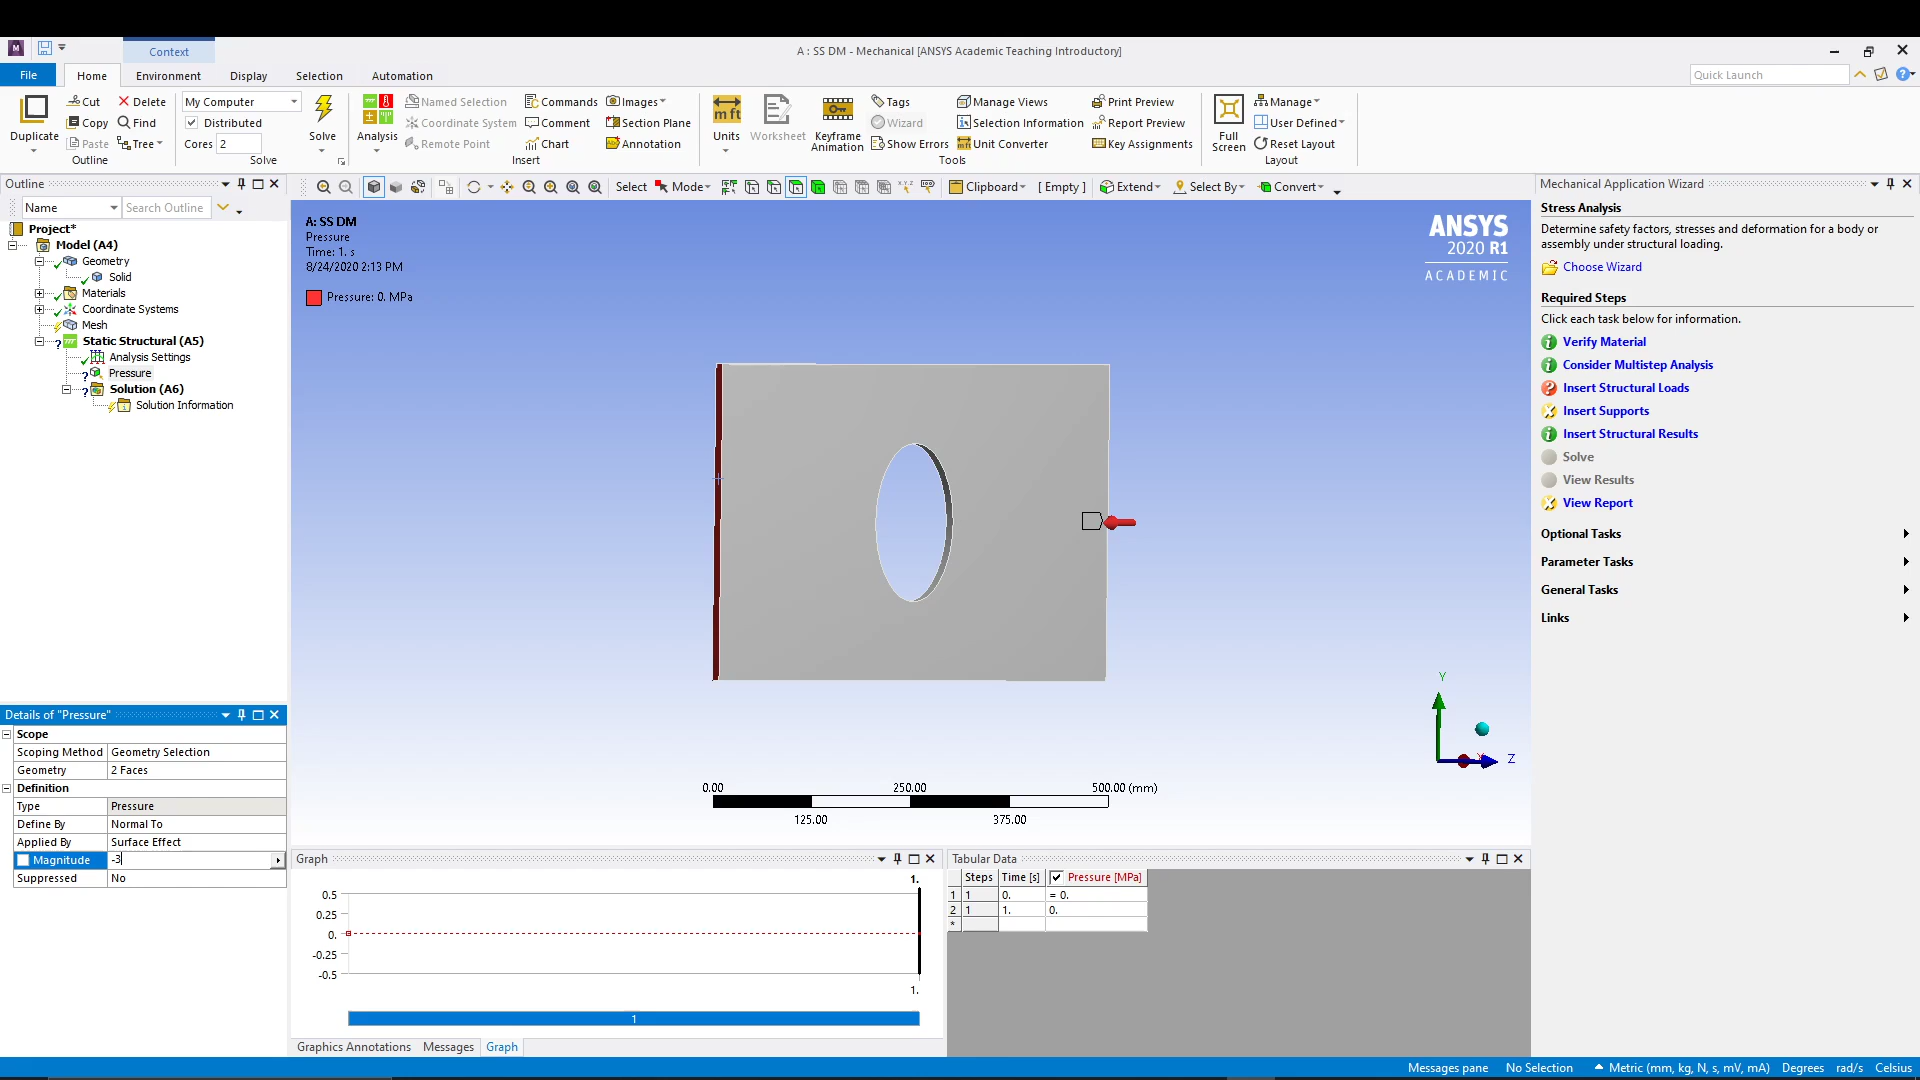 Context
A : SS DM - Mechanical [ANSYS Academic Teaching Introductory]
File Home Environment Display Selection Automation
Quick Launch
Duplicate
Cut
Copy
Paste
Delete
Find
Tree
Outline
My Computer
Distributed
Cores 2
Solve
Solve
Analysis
Named Selection
Coordinate System
Remote Point
Commands
Comment
Chart
Images
Section Plane
Annotation
Insert
Units
Worksheet
Keyframe
Animation
Tags
Wizard
Show Errors
Manage Views
Selection Information
Unit Converter
Print Preview
Report Preview
Key Assignments
Tools
Full
Screen
Manage
User Defined
Reset Layout
Layout
Outline
Name Search Outline
Project*
Model (A4)
Geometry
Solid
Materials
Coordinate Systems
Mesh
Static Structural (A5)
Analysis Settings
Pressure
Solution (A6)
Solution Information
Select Mode Clipboard [ Empty ] Extend Select By Convert
A: SS DM
Pressure
Time: 1. s
8/24/2020 2:13 PM
Pressure: 0. MPa
ANSYS
2020 R1
ACADEMIC
Y
Z
0.00 250.00 500.00 (mm)
125.00 375.00
Mechanical Application Wizard
Stress Analysis
Determine safety factors, stresses and deformation for a body or
assembly under structural loading.
Choose Wizard
Required Steps
Click each task below for information.
Verify Material
Consider Multistep Analysis
Insert Structural Loads
Insert Supports
Insert Structural Results
Solve
View Results
View Report
Optional Tasks
Parameter Tasks
General Tasks
Links
Details of "Pressure"
Scope
Scoping Method Geometry Selection
Geometry 2 Faces
Definition
Type Pressure
Define By Normal To
Applied By Surface Effect
Magnitude -3
Suppressed No
Graph
1.
0.5
0.25
0.
-0.25
-0.5
1.
1
Graphics Annotations Messages Graph
Tabular Data
Steps Time [s] Pressure [MPa]
1 1 0. = 0.
2 1 1. 0.
*
Messages pane No Selection Metric (mm, kg, N, s, mV, mA) Degrees rad/s Celsius